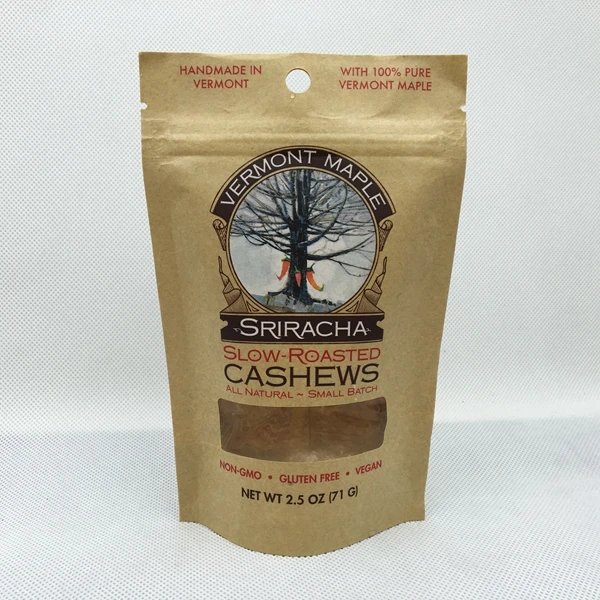 HANDMADE IN
VERMONT
WITH 100% PURE
VERMONT MAPLE
VERMONT MAPLE
SRIRACHA
SLOW-ROASTED
CASHEWS
ALL NATURAL ~ SMALL BATCH
NON-GMO • GLUTEN FREE • VEGAN
NET WT 2.5 OZ (71 G)